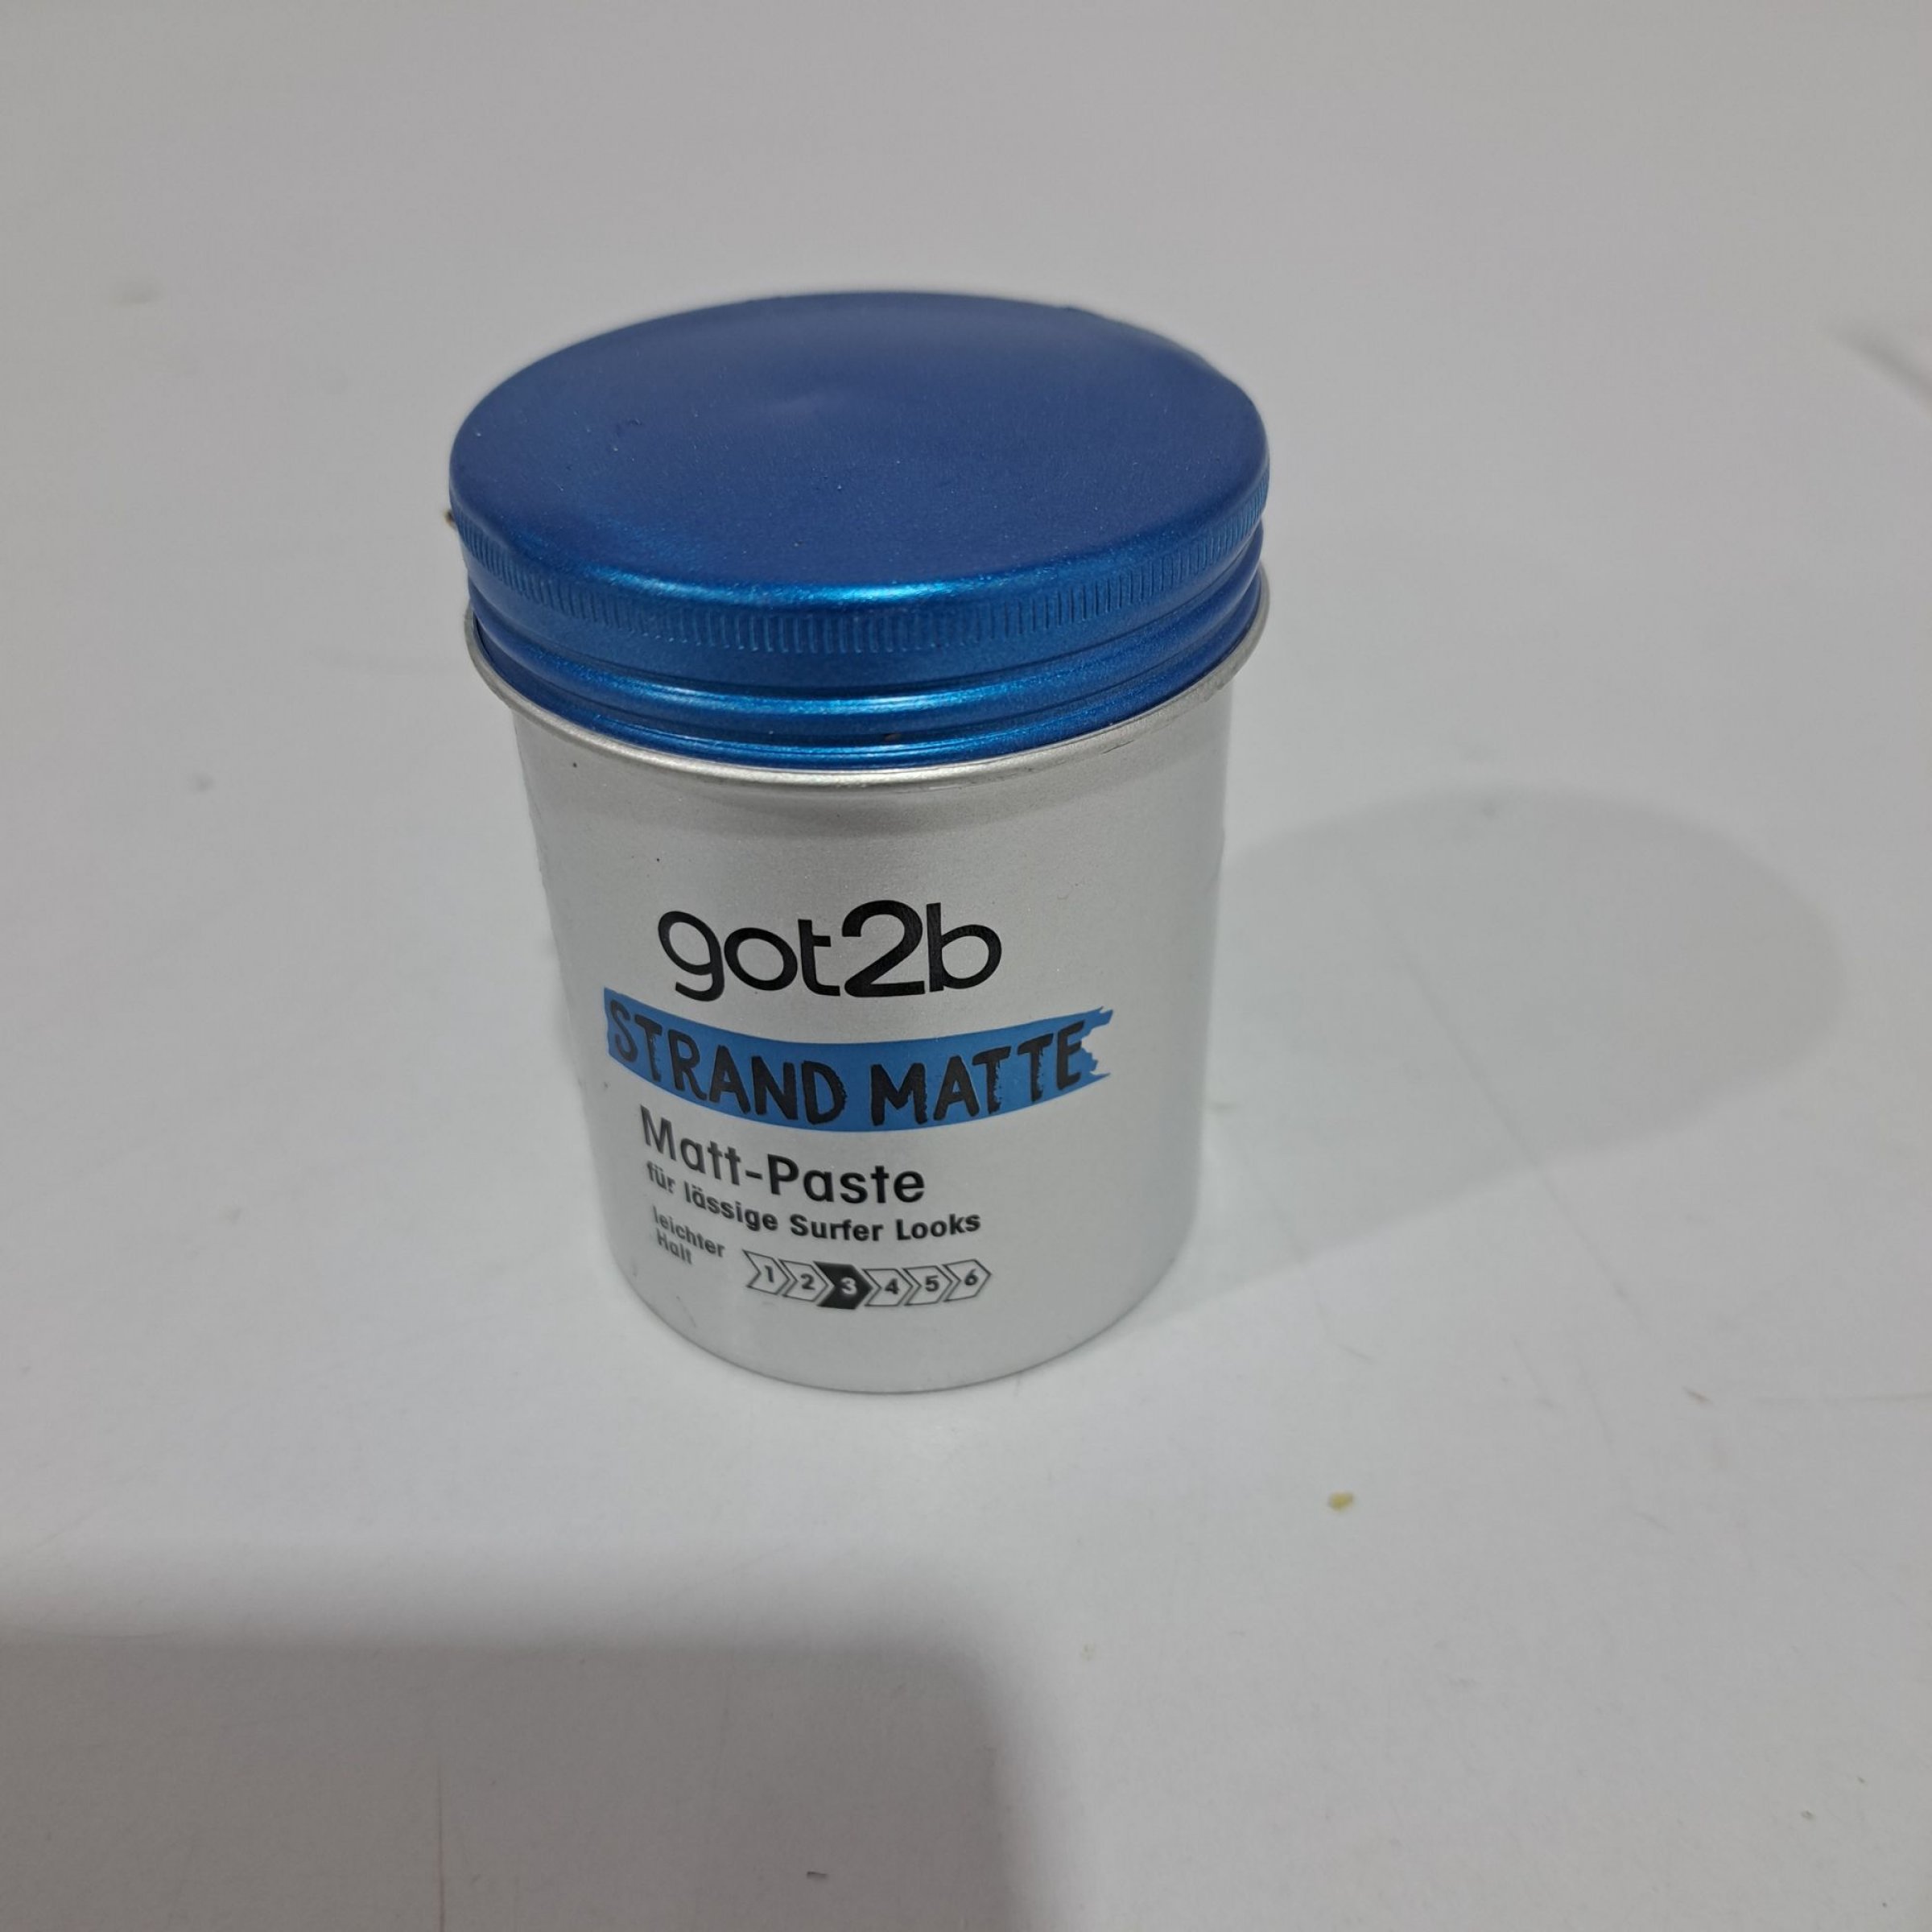 got2b
STRAND MATTE
Matt-Paste
für lässige Surfer Looks
leichter
Halt
1 2 3 4 5 6